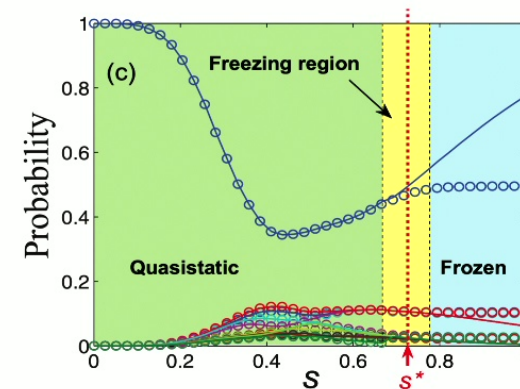 1
0.8
0.6
0.4
0.2
0
Probability
(c)
Freezing region
Quasistatic
Frozen
0 0.2 0.4 0.6 0.8
S
s*